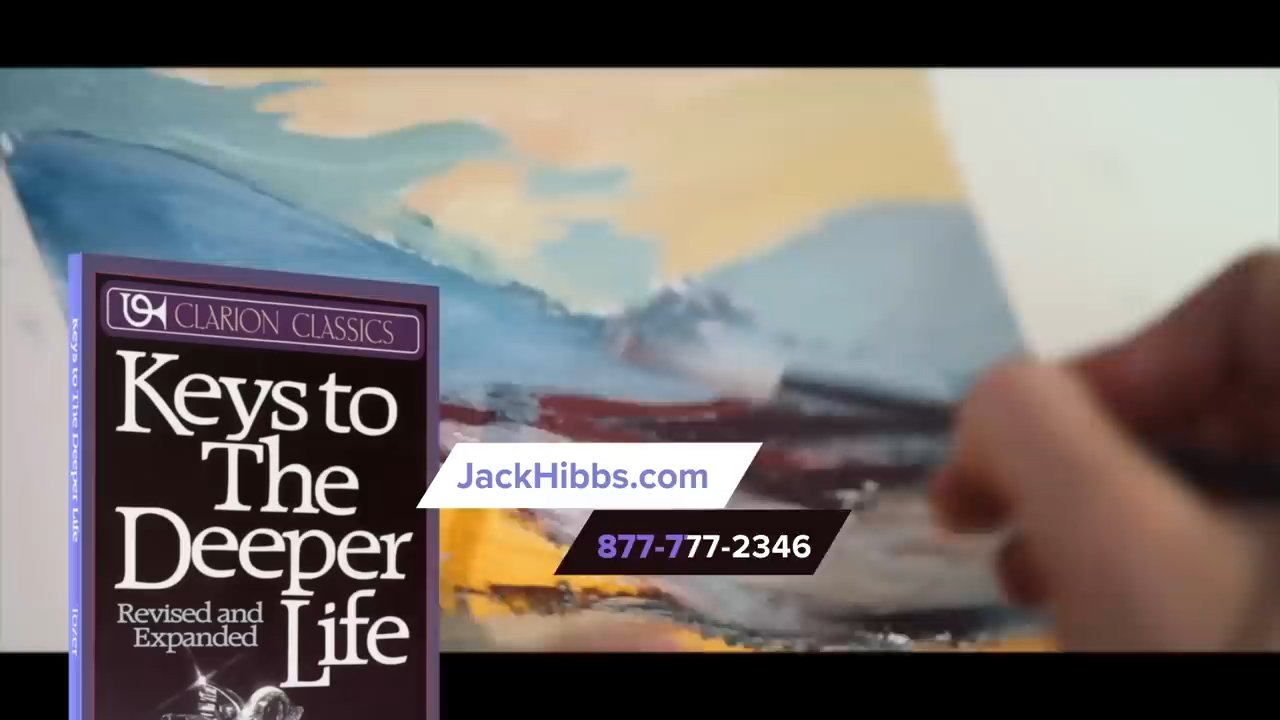 CLARION CLASSICS
Keys to
The
Deeper
Life
Revised and
Expanded
Keys to The Deeper Life
Tozer
JackHibbs.com
877-777-2346